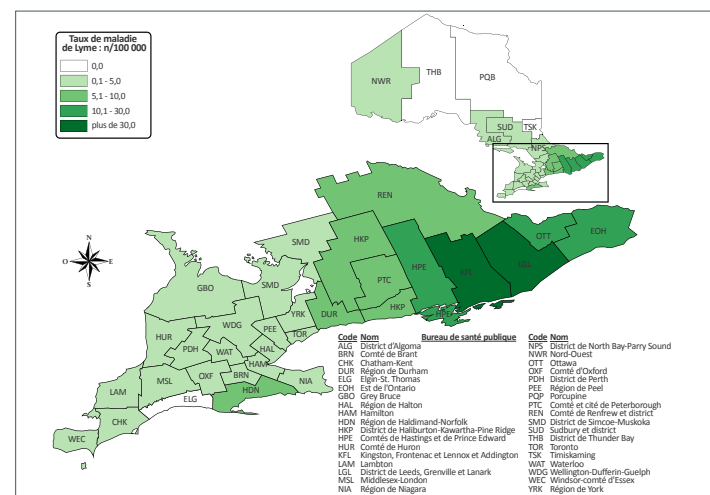 Taux de maladie
de Lyme : n/100 000
0,0
0,1 - 5,0
5,1 - 10,0
10,1 - 30,0
plus de 30,0
NWR
THB
PQB
SUD
TSK
ALG
NPS
REN
SMD
HKP
OTT
EOH
HPE
KFL
LGL
N
O
E
S
GBO
SMD
PTC
HKP
HPE
YRK
DUR
WDG
PEE
TOR
HUR
PDH
WAT
HAL
HAM
MSL
OXF
BRN
NIA
LAM
ELG
HDN
CHK
WEC
Code Nom Bureau de santé publique Code Nom
ALG District d'Algoma NPS District de North Bay-Parry Sound
BRN Comté de Brant NWR Nord-Ouest
CHK Chatham-Kent OTT Ottawa
DUR Région de Durham OXF Comté d'Oxford
ELG Elgin-St. Thomas PDH District de Perth
EOH Est de l'Ontario PEE Région de Peel
GBO Grey Bruce PQP Porcupine
HAL Région de Halton PTC Comté et cité de Peterborough
HAM Hamilton REN Comté de Renfrew et district
HDN Région de Haldimand-Norfolk SMD District de Simcoe-Muskoka
HKP District de Haliburton-Kawartha-Pine Ridge SUD Sudbury et district
HPE Comtés de Hastings et de Prince Edward THB District de Thunder Bay
HUR Comté de Huron TOR Toronto
KFL Kingston, Frontenac et Lennox et Addington TSK Timiskaming
LAM Lambton WAT Waterloo
LGL District de Leeds, Grenville et Lanark WDG Wellington-Dufferin-Guelph
MSL Middlesex-London WEC Windsor-comté d'Essex
NIA Région de Niagara YRK Région de York